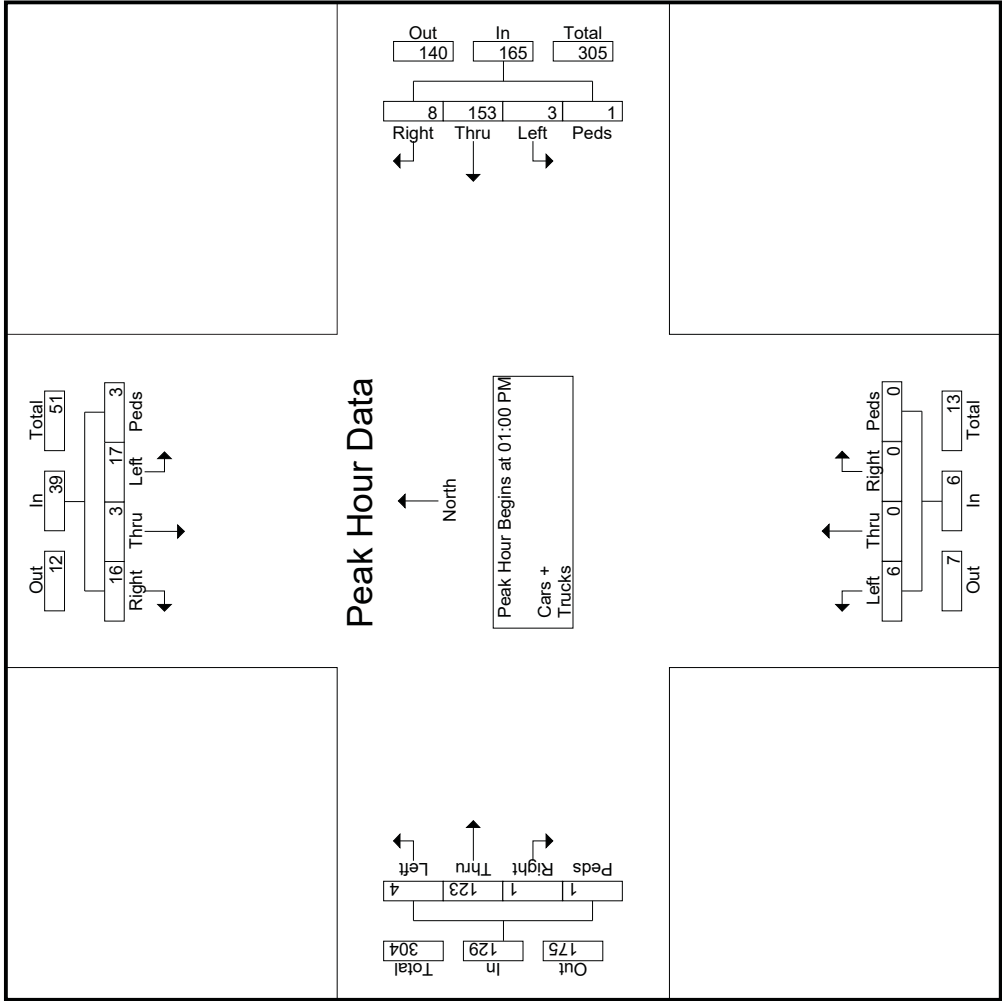 Out In Total
140 165 305
8 153 3 1
Right Thru Left Peds
Total
51
In
39
Out
12
3
Peds
17
Left
3
Thru
16
Right
Peak Hour Data
North
Peak Hour Begins at 01:00 PM
Cars +
Trucks
Peds
0
Right
0
Thru
0
Left
6
13
Total
6
In
7
Out
Left Thru Right Peds
4 123 1 1
304 129 175
Total In Out